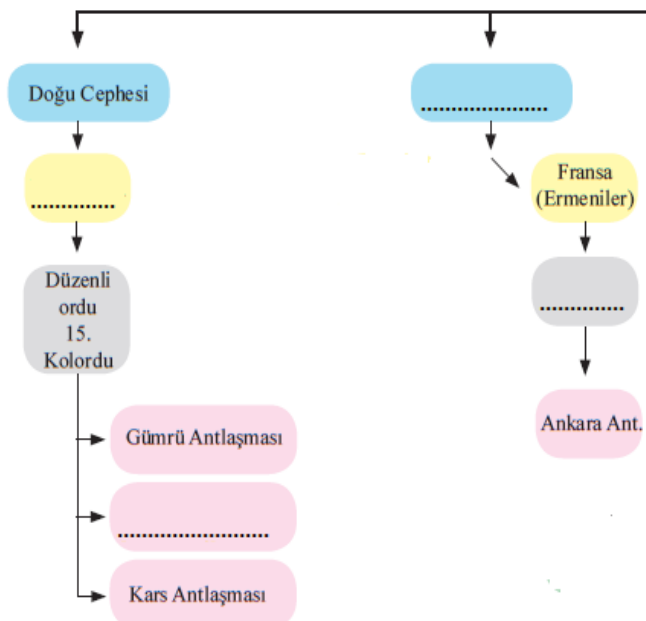 Doğu Cephesi
.....................
..............
Fransa
(Ermeniler)
Düzenli
ordu
15.
Kolordu
..............
Gümrü Antlaşması
.........................
Kars Antlaşması
Ankara Ant.